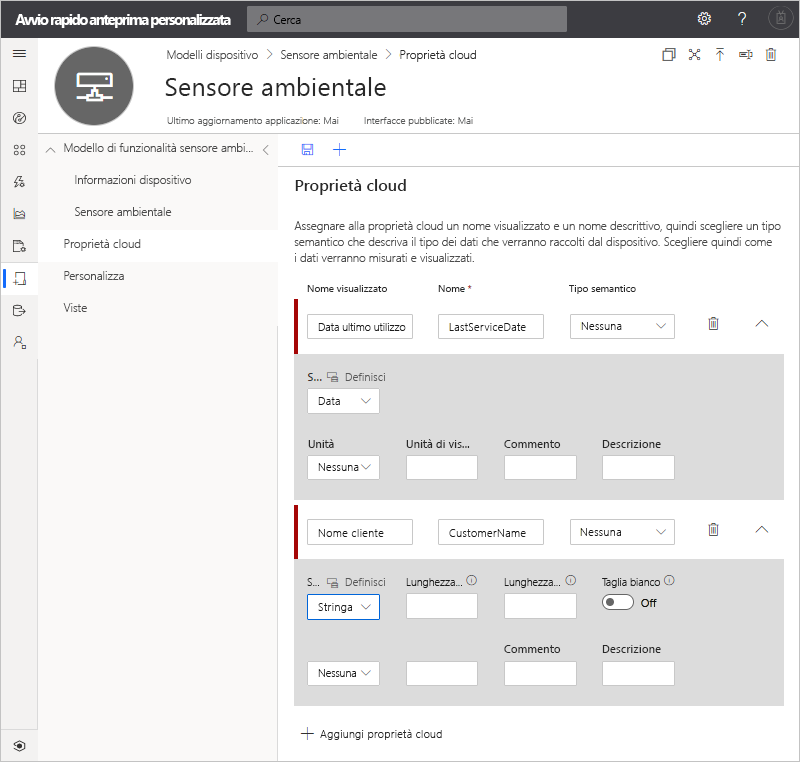 Avvio rapido anteprima personalizzata
Cerca
?
Modelli dispositivo > Sensore ambientale > Proprietà cloud
Sensore ambientale
Ultimo aggiornamento applicazione: Mai Interfacce pubblicate: Mai
Modello di funzionalità sensore ambi...
Informazioni dispositivo
Sensore ambientale
Proprietà cloud
Personalizza
Viste
Proprietà cloud
Assegnare alla proprietà cloud un nome visualizzato e un nome descrittivo, quindi scegliere un tipo
semantico che descriva il tipo dei dati che verranno raccolti dal dispositivo. Scegliere quindi come
i dati verranno misurati e visualizzati.
Nome visualizzato Nome * Tipo semantico
Data ultimo utilizzo LastServiceDate Nessuna
S... Definisci
Data
Unità Unità di vis... Commento Descrizione
Nessuna
Nome cliente CustomerName Nessuna
S... Definisci Lunghezza... Lunghezza... Taglia bianco
Stringa Off
Commento Descrizione
Nessuna
Aggiungi proprietà cloud